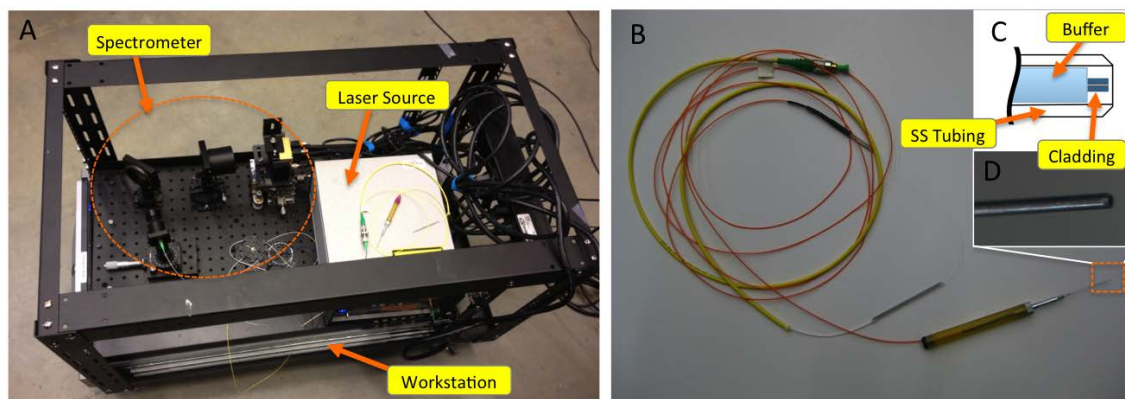 A
Spectrometer
Laser Source
Workstation
B
C
Buffer
SS Tubing
Cladding
D